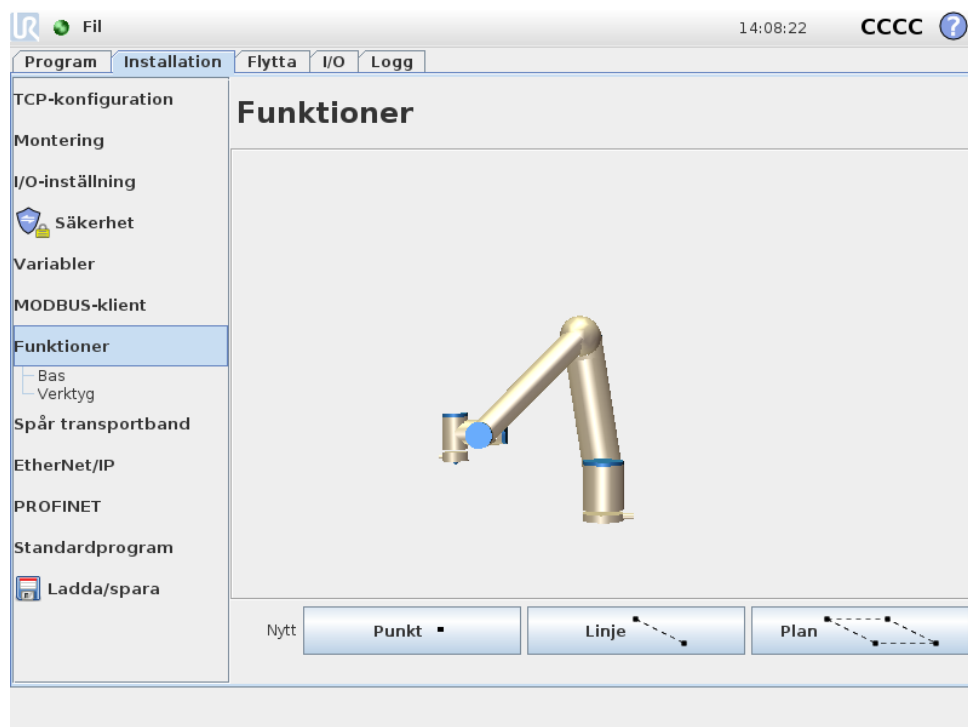 UR Fil 14:08:22 CCCC ?
Program Installation Flytta I/O Logg
TCP-konfiguration
Funktioner
Montering
I/O-inställning
Säkerhet
Variabler
MODBUS-klient
Funktioner
Bas
Verktyg
Spår transportband
EtherNet/IP
PROFINET
Standardprogram
Ladda/spara
Nytt Punkt Linje Plan